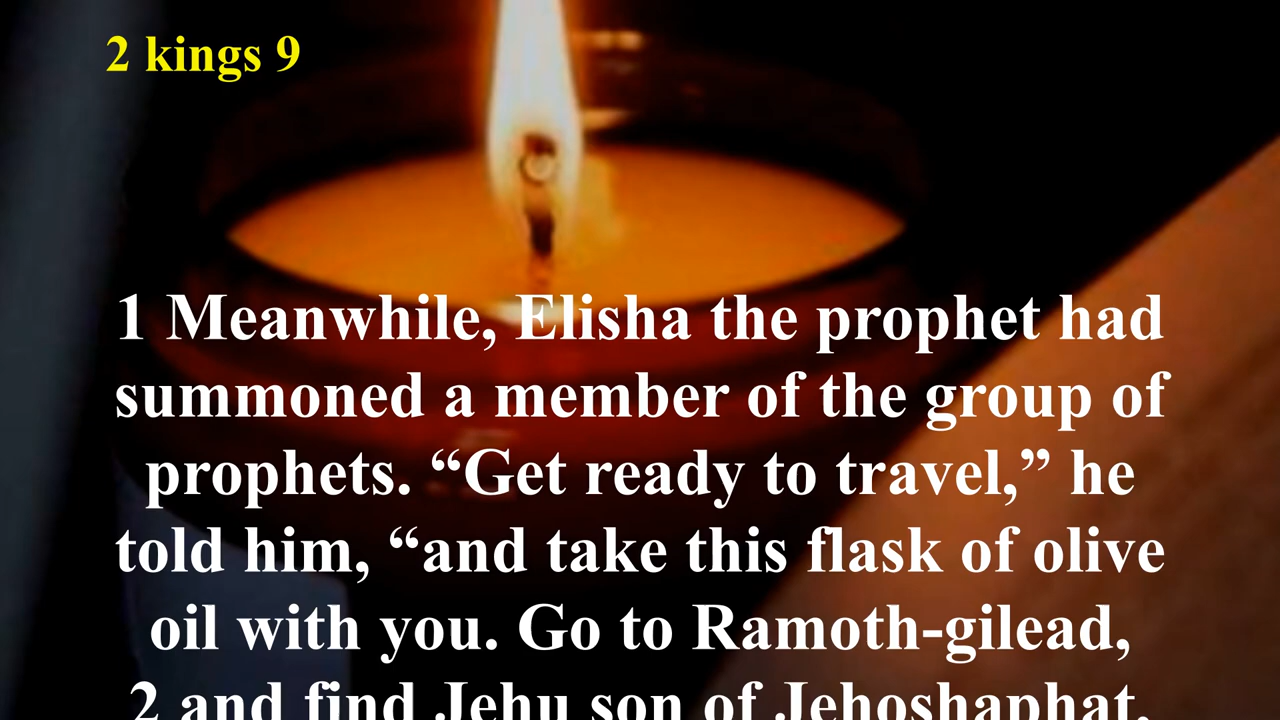 2 kings 9
1 Meanwhile, Elisha the prophet had
summoned a member of the group of
prophets. “Get ready to travel,” he
told him, “and take this flask of olive
oil with you. Go to Ramoth-gilead,
2 and find Jehu son of Jehoshaphat,